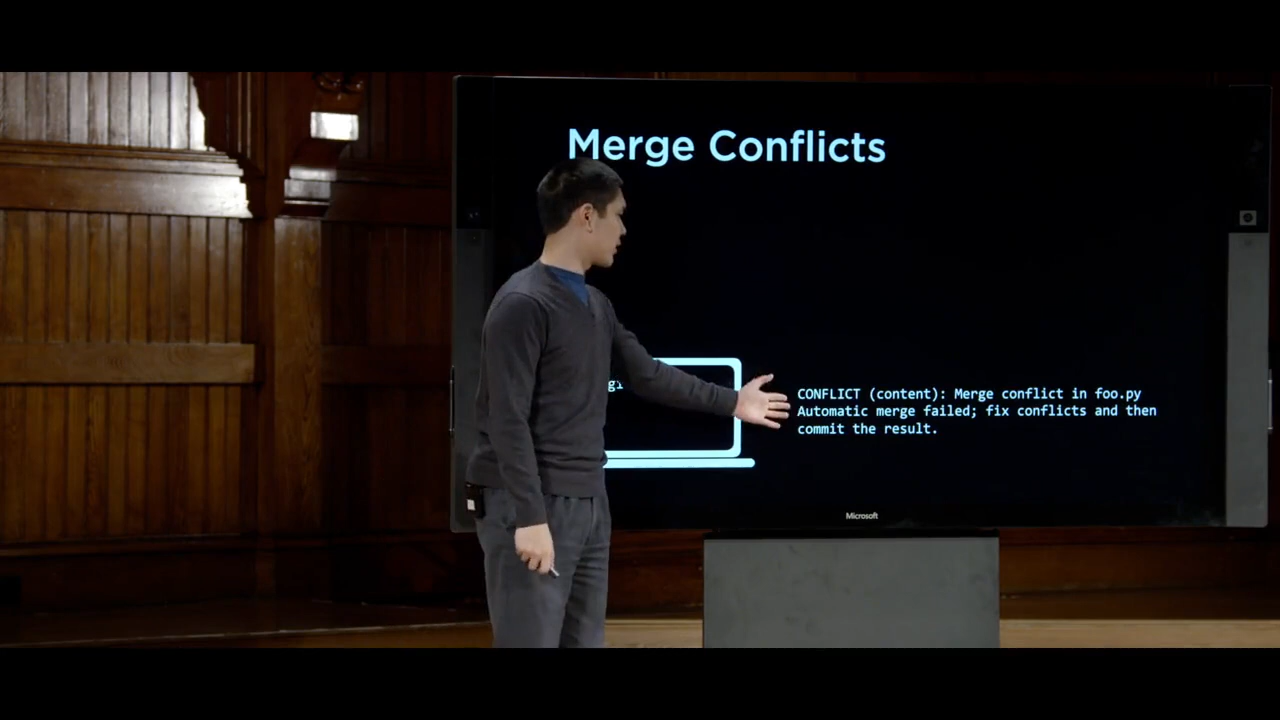 Merge Conflicts
CONFLICT (content): Merge conflict in foo.py
Automatic merge failed; fix conflicts and then
commit the result.
Microsoft